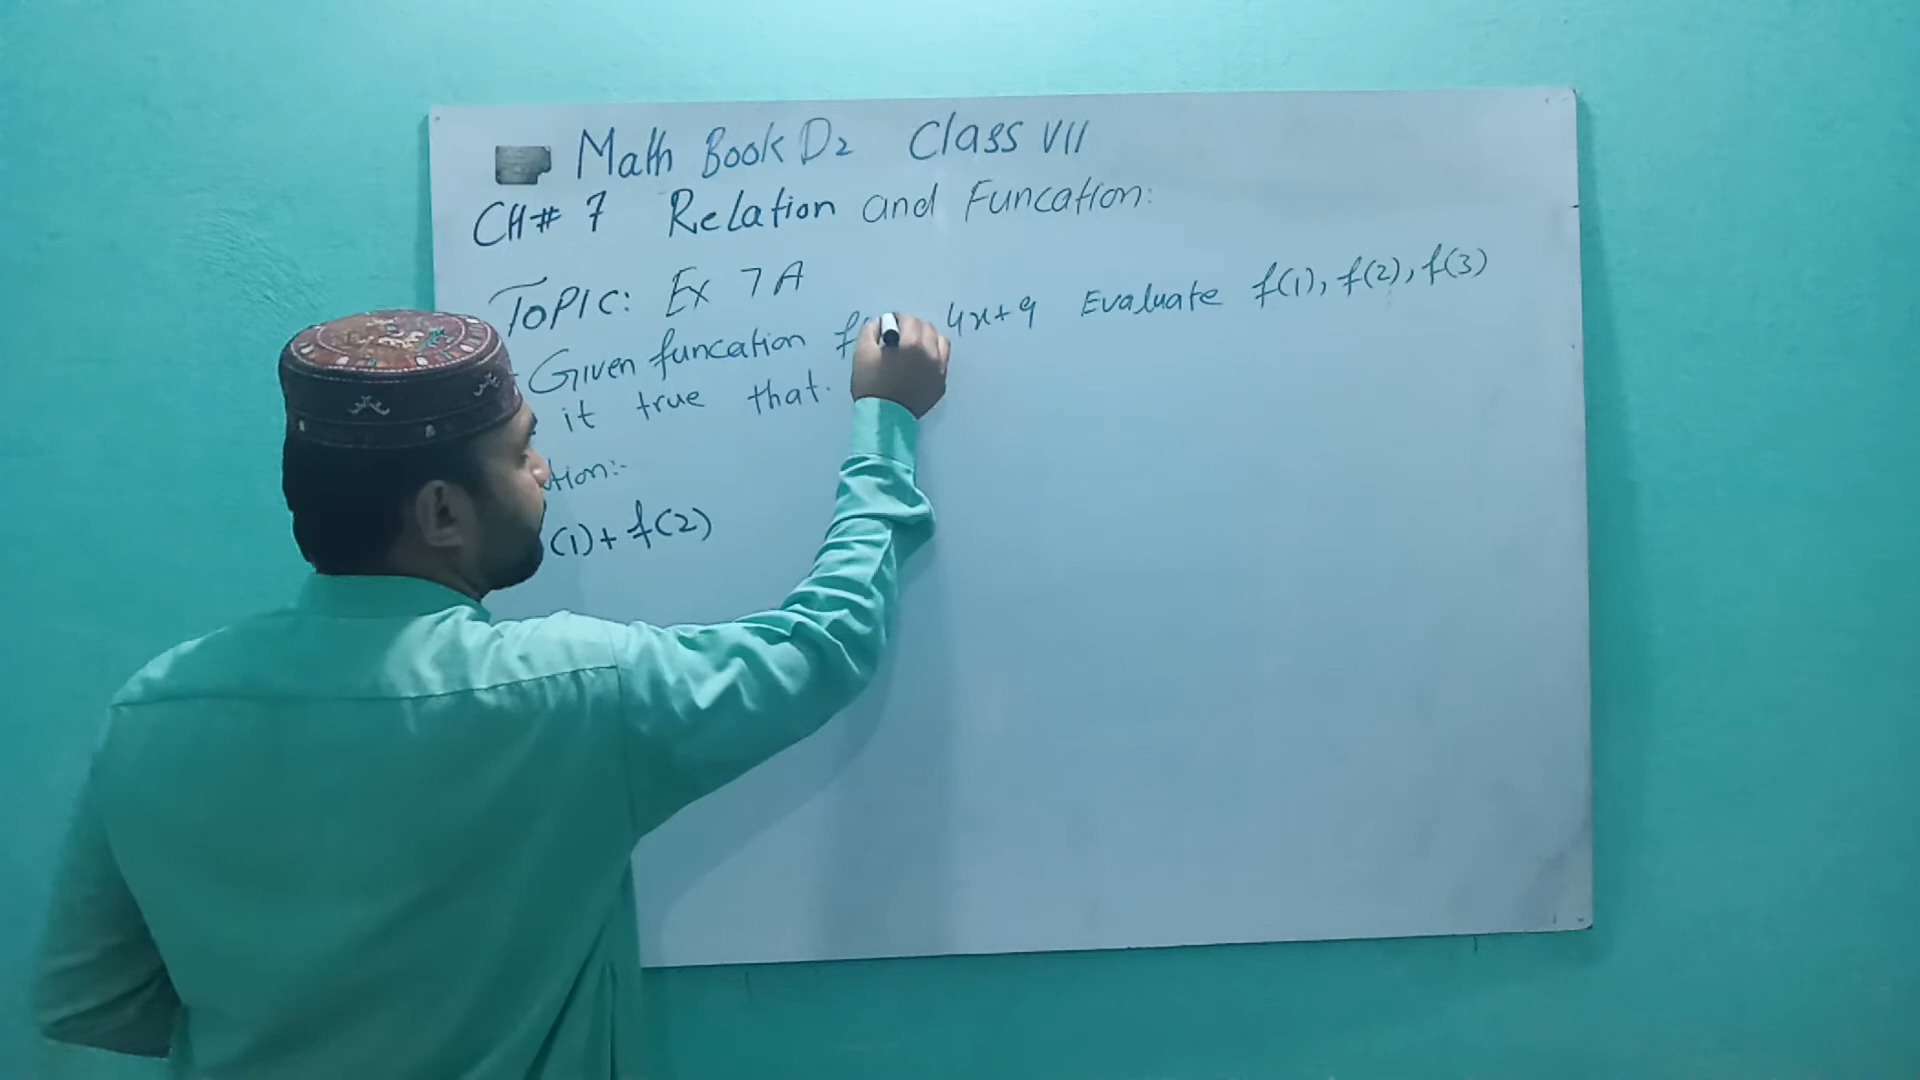 Math Book D2 Class VII
CH# 7 Relation and Funcation:
TOPIC: Ex 7A
Given funcation 4x+9 Evaluate f(1), f(2), f(3)
it true that.
(1)+f(2)